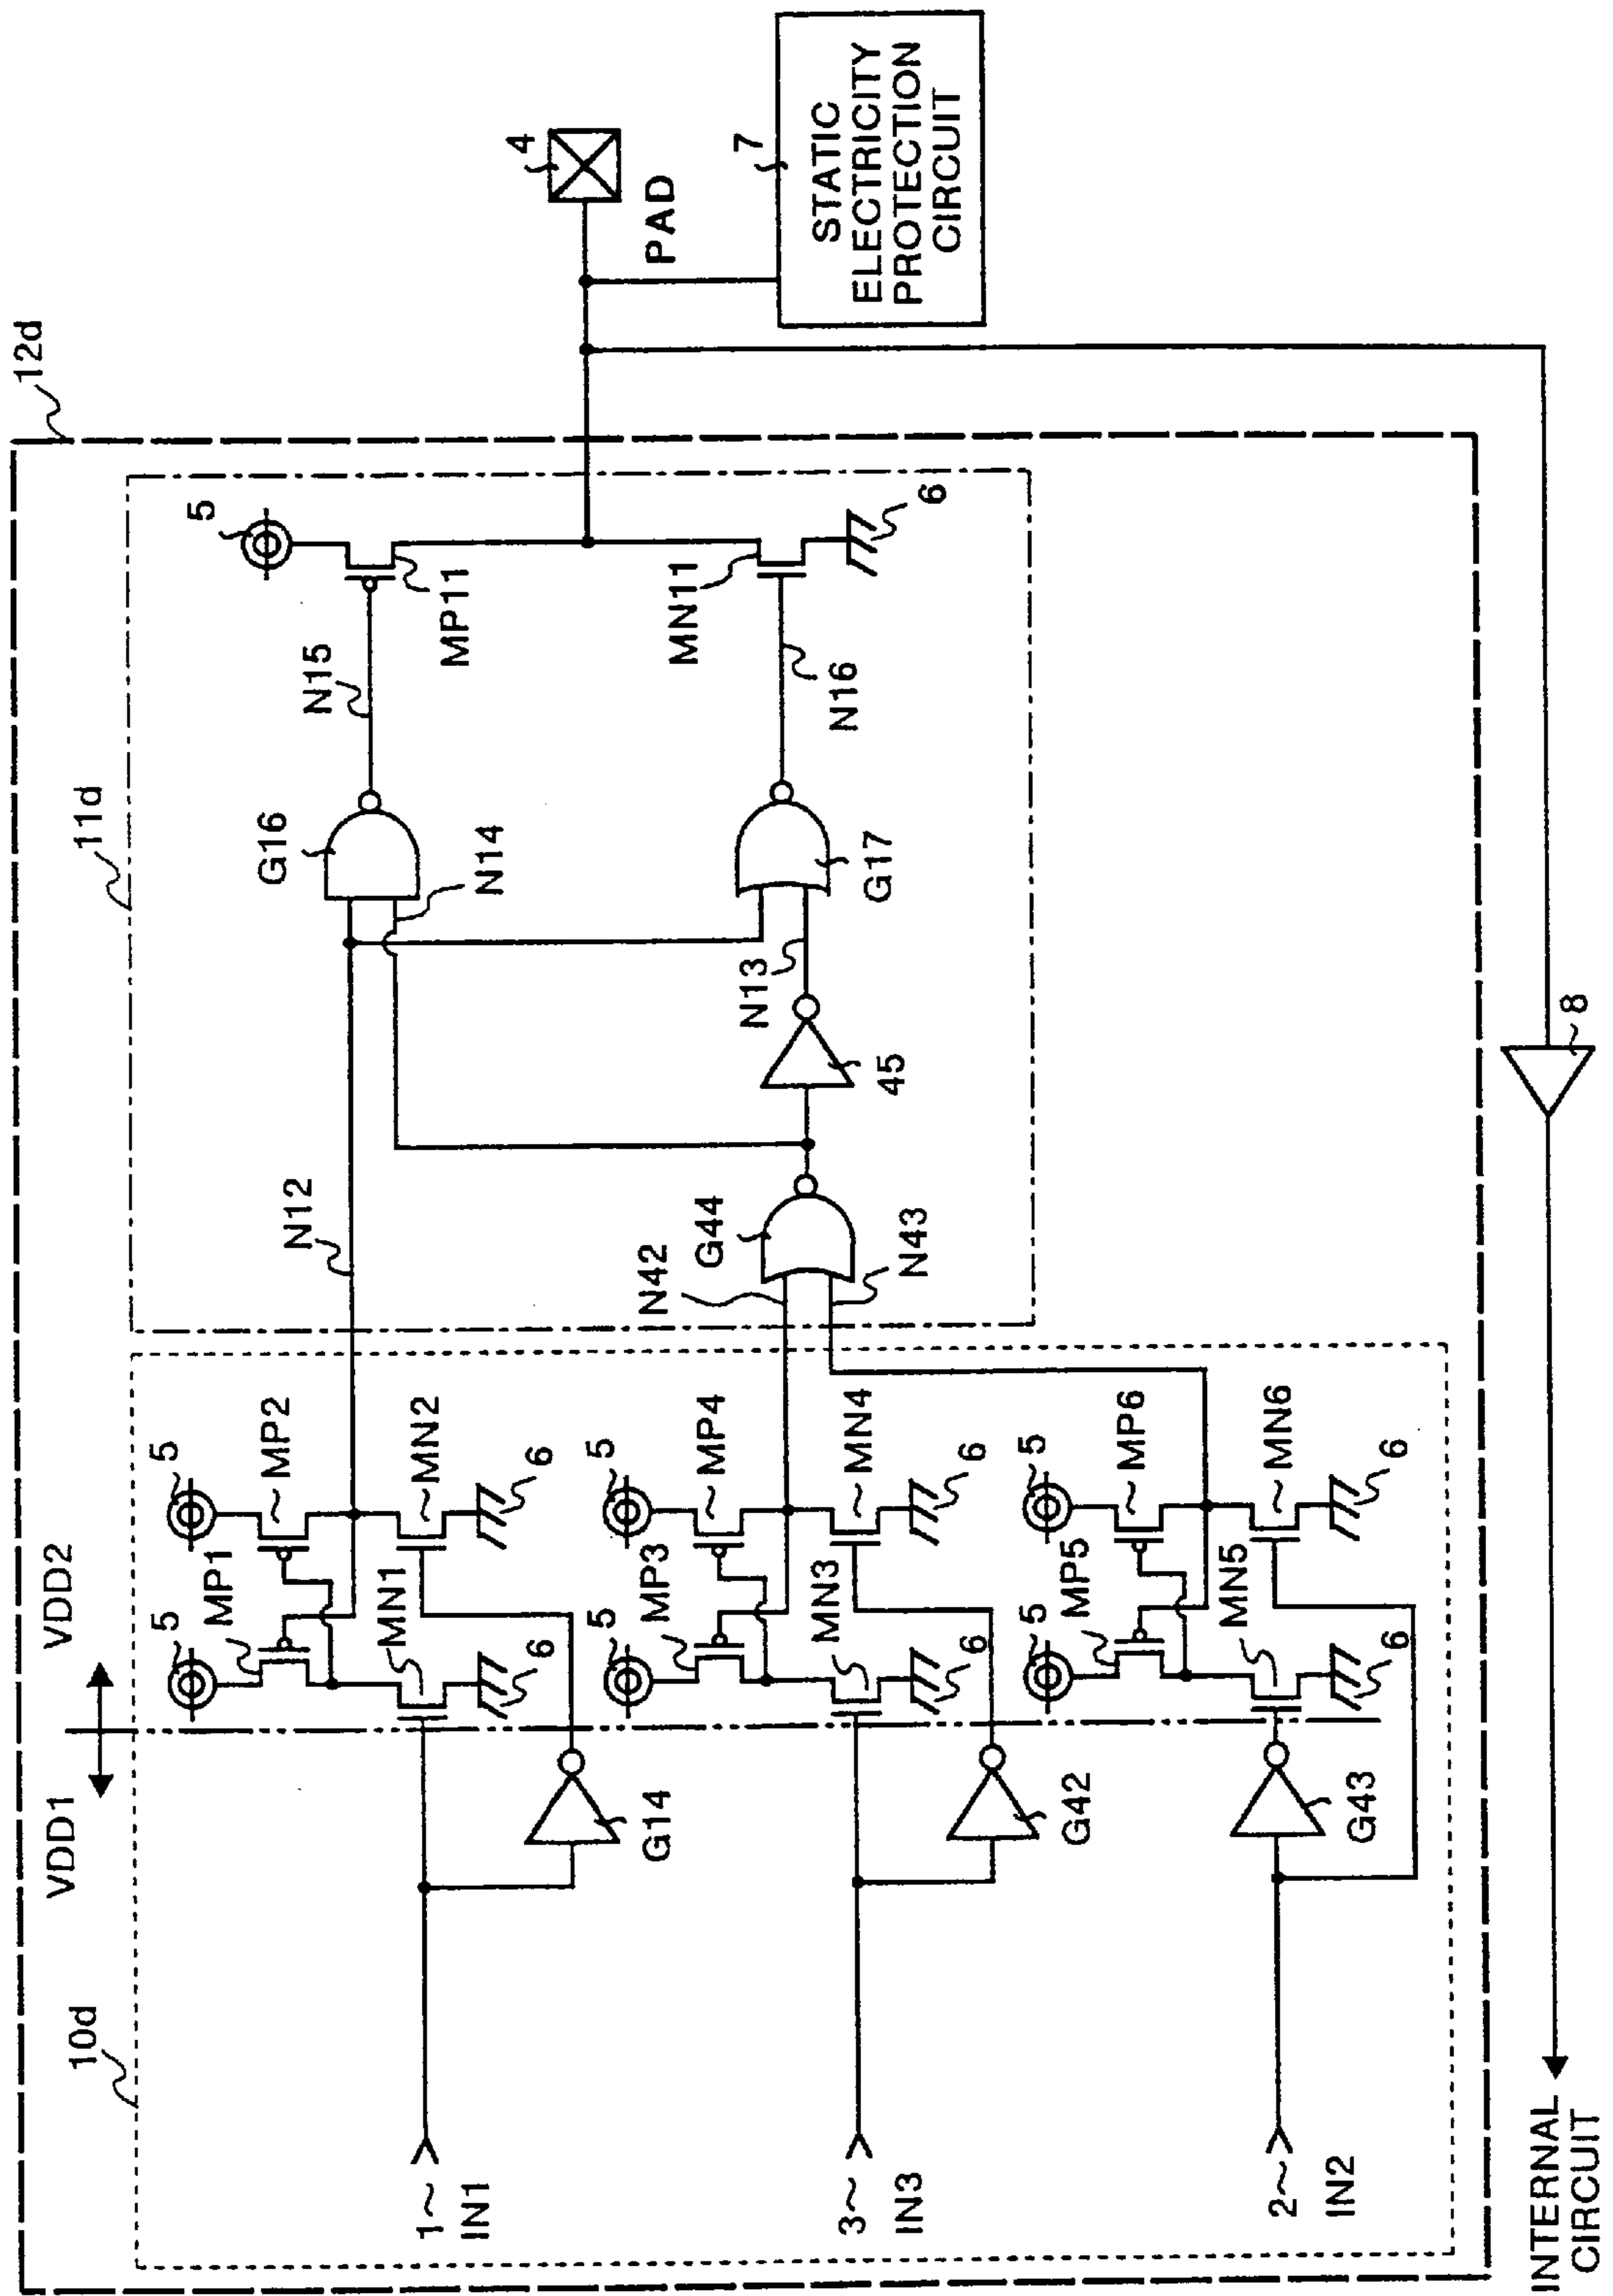 12d
11d
10d
VDD1
VDD2
5
MP1
5
MP2
MN1
MN2
6
6
G14
1
IN1
N12
G16
N14
N15
5
MP11
MN11
6
N16
G17
N13
45
G44
N42
N43
4
PAD
7
STATIC
ELECTRICITY
PROTECTION
CIRCUIT
5
MP3
5
MP4
MN3
MN4
6
6
G42
3
IN3
5
MP5
5
MP6
MN5
MN6
6
6
G43
2
IN2
8
INTERNAL
CIRCUIT